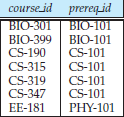 course_id prereq_id
BIO-301 BIO-101
BIO-399 BIO-101
CS-190 CS-101
CS-315 CS-101
CS-319 CS-101
CS-347 CS-101
EE-181 PHY-101